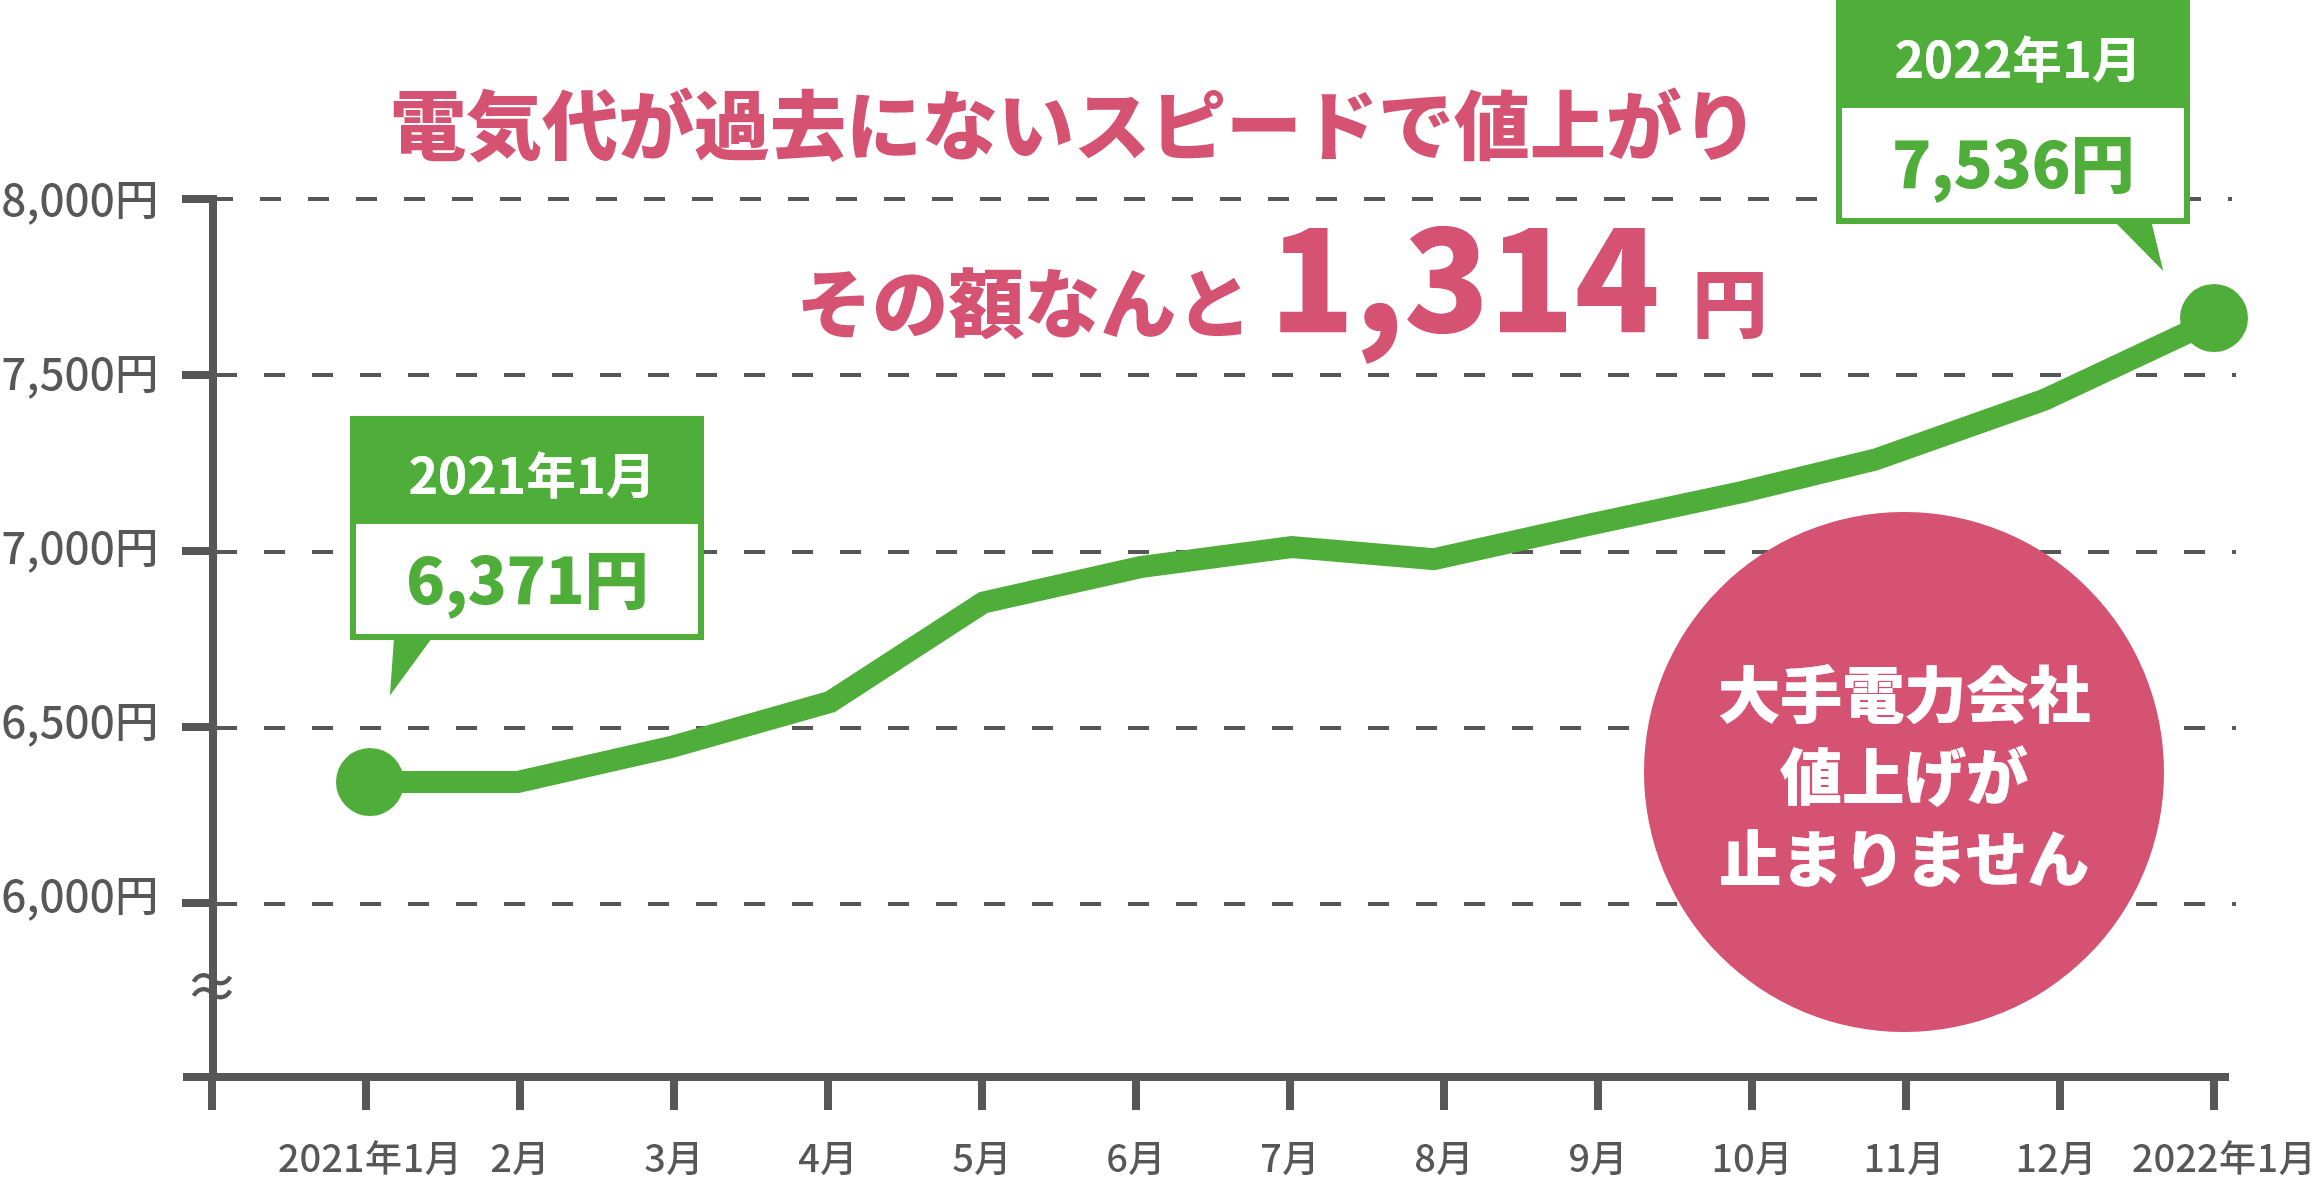 電気代が過去にないスピードで値上がり
その額なんと 1,314 円
2022年1月
7,536円
8,000円
7,500円
7,000円
6,500円
6,000円
2021年1月
6,371円
大手電力会社
値上げが
止まりません
2021年1月 2月 3月 4月 5月 6月 7月 8月 9月 10月 11月 12月 2022年1月